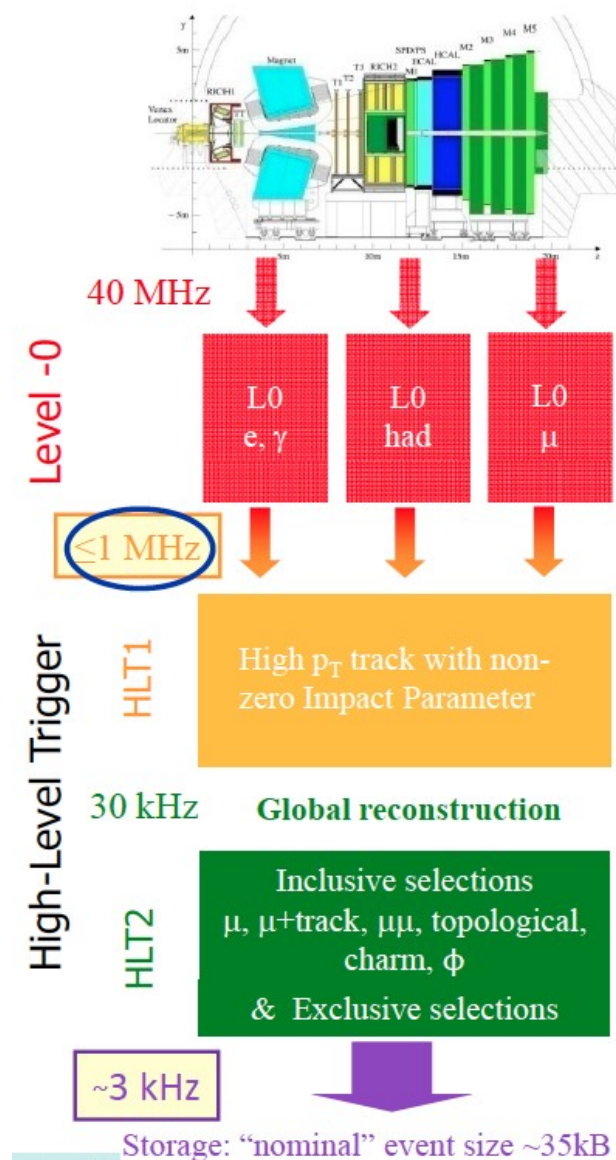 y
5m
Magnet
SPD/PS
ECAL
HCAL
M1
M2
M3
M4
M5
T1
T2
T3
RICH2
RICH1
TT
Vertex
Locator
- 5m
5m
10m
15m
20m
z
40 MHz
Level -0
L0
e, γ
L0
had
L0
μ
≤1 MHz
High-Level Trigger
HLT1
High pT track with non-
zero Impact Parameter
30 kHz
Global reconstruction
HLT2
Inclusive selections
μ, μ+track, μμ, topological,
charm, ϕ
& Exclusive selections
~3 kHz
Storage: “nominal” event size ~35kB